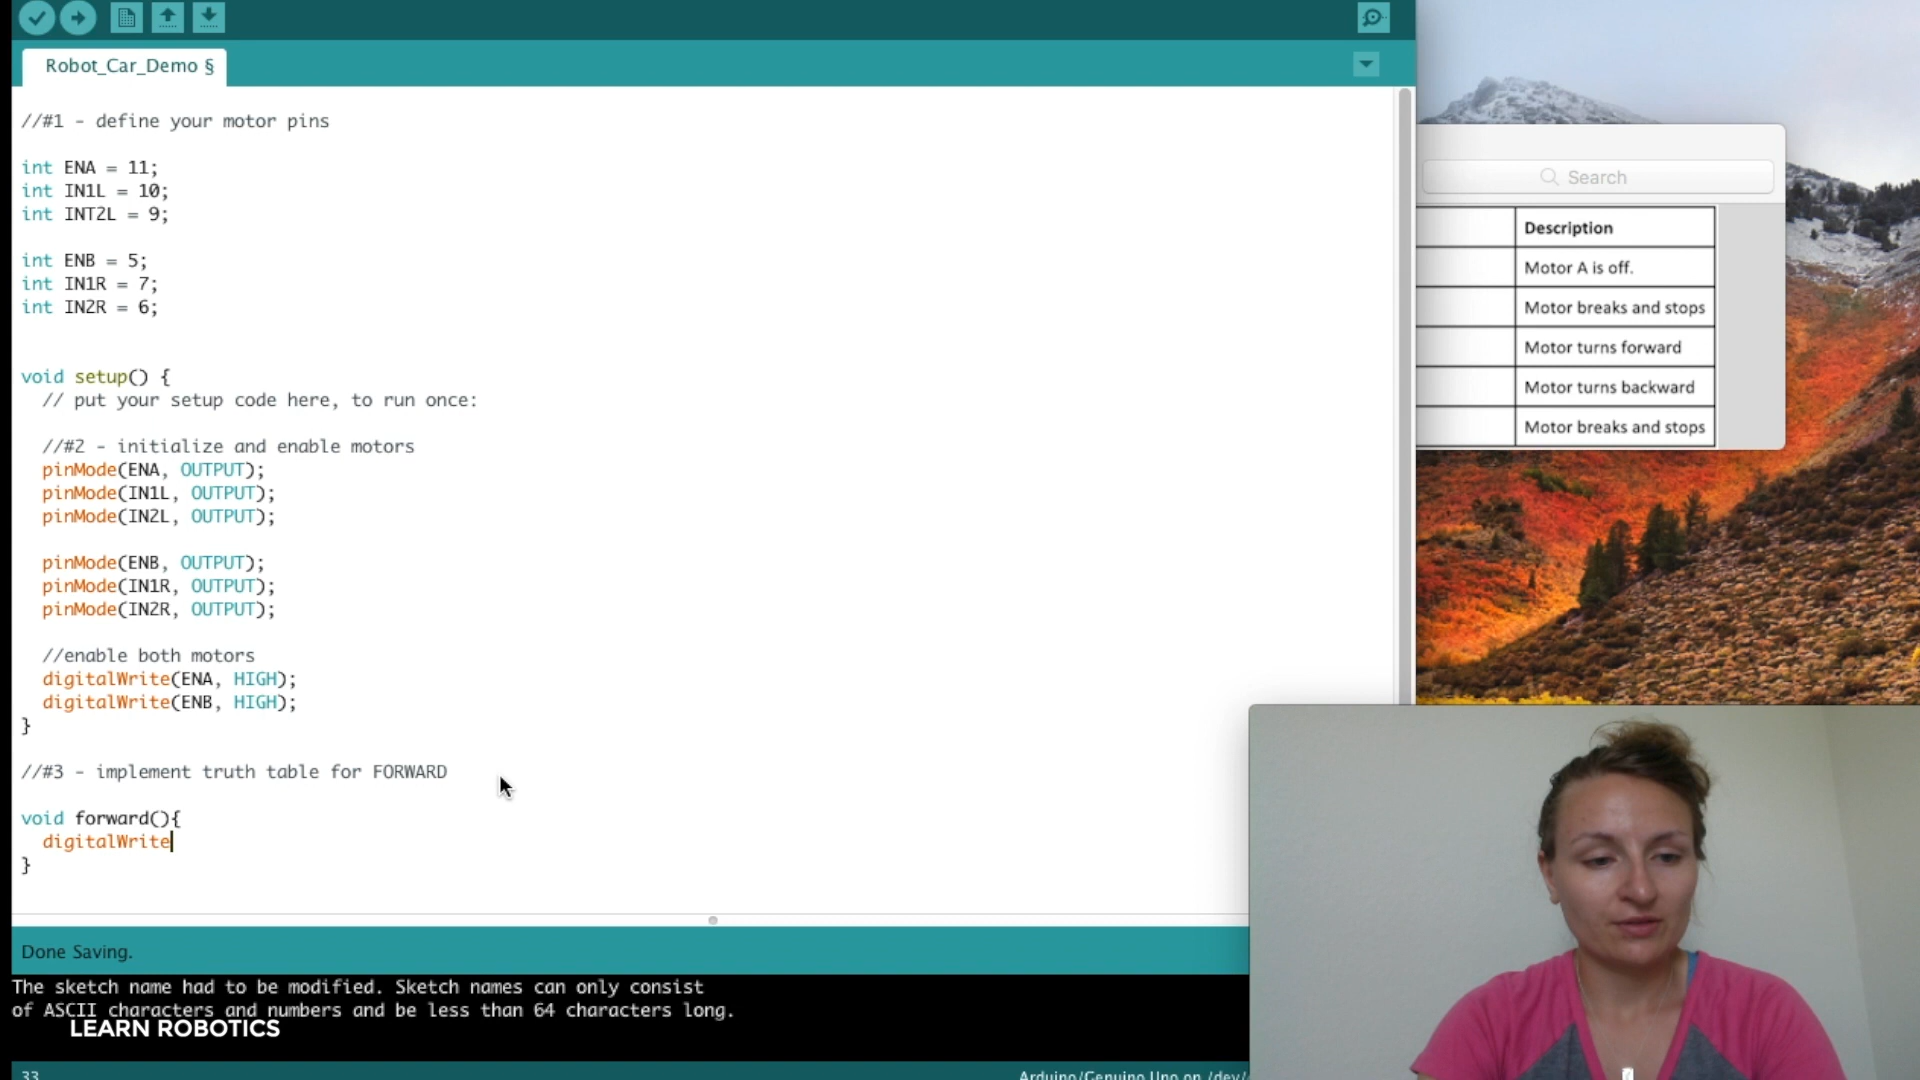 Robot_Car_Demo §
//#1 - define your motor pins
int ENA = 11;
int IN1L = 10;
int INT2L = 9;
int ENB = 5;
int IN1R = 7;
int IN2R = 6;
void setup() {
// put your setup code here, to run once:
//#2 - initialize and enable motors
pinMode(ENA, OUTPUT);
pinMode(IN1L, OUTPUT);
pinMode(IN2L, OUTPUT);
pinMode(ENB, OUTPUT);
pinMode(IN1R, OUTPUT);
pinMode(IN2R, OUTPUT);
//enable both motors
digitalWrite(ENA, HIGH);
digitalWrite(ENB, HIGH);
}
//#3 - implement truth table for FORWARD
void forward(){
digitalWrite
}
Done Saving.
The sketch name had to be modified. Sketch names can only consist
of ASCII characters and numbers and be less than 64 characters long.
LEARN ROBOTICS
33
Arduino/Genuino Uno on /dev/
Search
Description
Motor A is off.
Motor breaks and stops
Motor turns forward
Motor turns backward
Motor breaks and stops